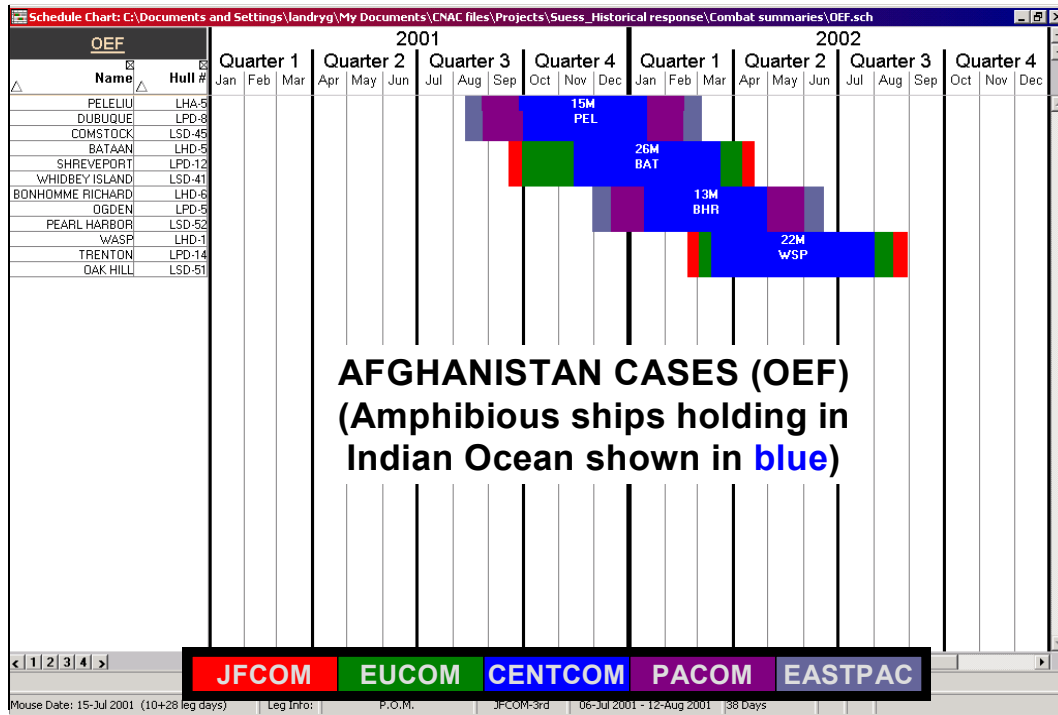 Schedule Chart: C:\Documents and Settings\landryg\My Documents\CNAC files\Projects\Suess_Historical response\Combat summaries\OEF.sch
OEF
2001 2002
Quarter 1 Quarter 2 Quarter 3 Quarter 4 Quarter 1 Quarter 2 Quarter 3 Quarter 4
Name Hull # Jan Feb Mar Apr May Jun Jul Aug Sep Oct Nov Dec Jan Feb Mar Apr May Jun Jul Aug Sep Oct Nov Dec
PELELIU LHA-5 15M
DUBUQUE LPD-8 PEL
COMSTOCK LSD-45
BATAAN LHD-5 26M
SHREVEPORT LPD-12 BAT
WHIDBEY ISLAND LSD-41
BONHOMME RICHARD LHD-6 13M
OGDEN LPD-5 BHR
PEARL HARBOR LSD-52
WASP LHD-1 22M
TRENTON LPD-14 WSP
OAK HILL LSD-51
AFGHANISTAN CASES (OEF)
(Amphibious ships holding in
Indian Ocean shown in blue)
1 2 3 4
JFCOM EUCOM CENTCOM PACOM EASTPAC
Mouse Date: 15-Jul 2001 (10+28 leg days) Leg Info: P.O.M. JFCOM-3rd 06-Jul 2001 - 12-Aug 2001 38 Days